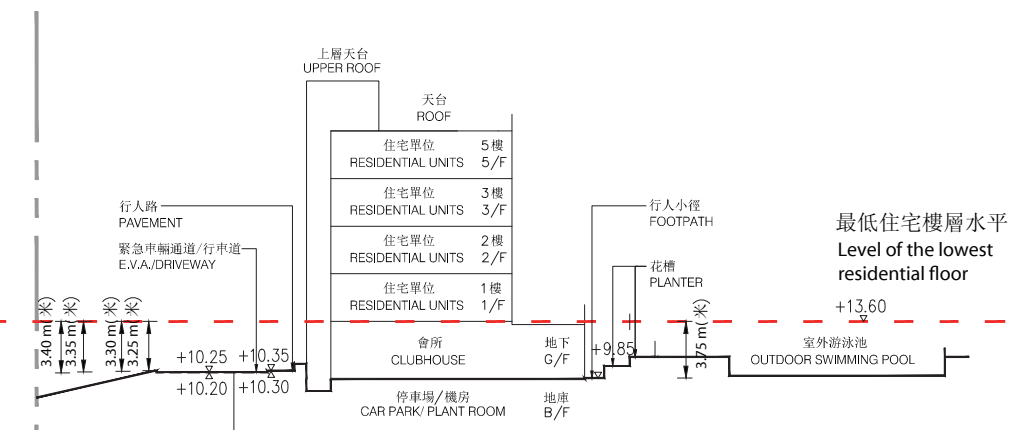 上層天台
UPPER ROOF
天台
ROOF
住宅單位 5樓
RESIDENTIAL UNITS 5/F
住宅單位 3樓
RESIDENTIAL UNITS 3/F
住宅單位 2樓
RESIDENTIAL UNITS 2/F
住宅單位 1樓
RESIDENTIAL UNITS 1/F
行人路
PAVEMENT
緊急車輛通道/行車道
E.V.A./DRIVEWAY
行人小徑
FOOTPATH
花槽
PLANTER
最低住宅樓層水平
Level of the lowest
residential floor
+13.60
3.40 m(米)
3.35 m(米)
3.30 m(米)
3.25 m(米)
+10.25 +10.35
+10.20 +10.30
會所 地下
CLUBHOUSE G/F
+9.85
3.75 m(米)
室外游泳池
OUTDOOR SWIMMING POOL
停車場/機房 地庫
CAR PARK/ PLANT ROOM B/F